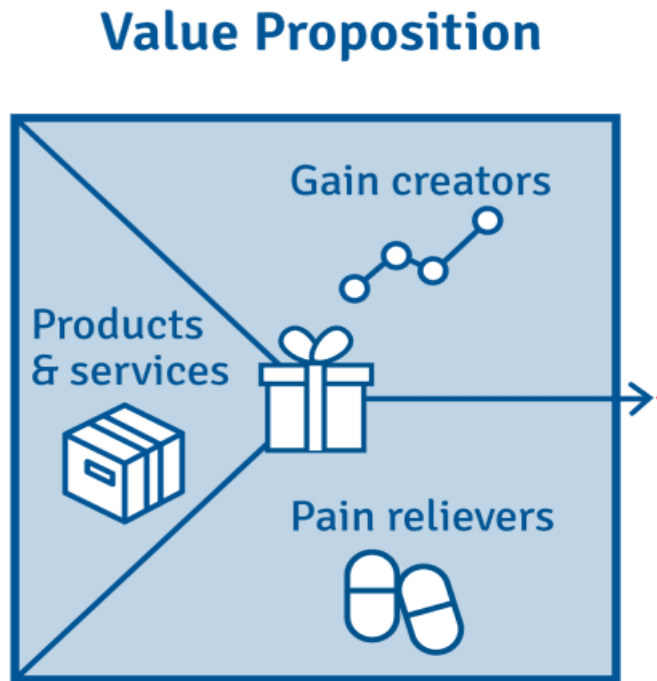 Value Proposition
Gain creators
Products
& services
Pain relievers